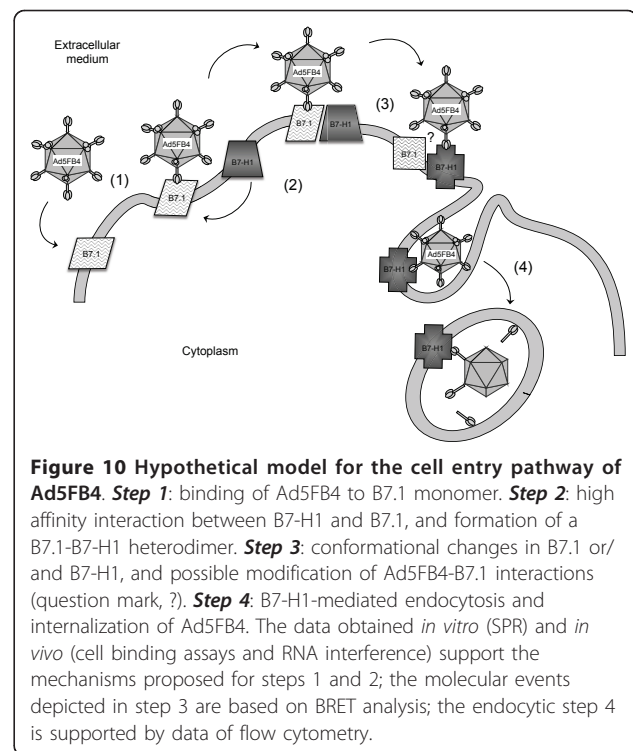 Extracellular
medium
Ad5FB4
Ad5FB4
Ad5FB4
Ad5FB4
(1)
(2)
(3)
B7.1
B7.1
B7-H1
B7.1
B7-H1
B7.1
?
B7-H1
B7-H1
Ad5FB4
(4)
B7-H1
Cytoplasm
Figure 10 Hypothetical model for the cell entry pathway of
Ad5FB4. Step 1: binding of Ad5FB4 to B7.1 monomer. Step 2: high
affinity interaction between B7-H1 and B7.1, and formation of a
B7.1-B7-H1 heterodimer. Step 3: conformational changes in B7.1 or/
and B7-H1, and possible modification of Ad5FB4-B7.1 interactions
(question mark, ?). Step 4: B7-H1-mediated endocytosis and
internalization of Ad5FB4. The data obtained in vitro (SPR) and in
vivo (cell binding assays and RNA interference) support the
mechanisms proposed for steps 1 and 2; the molecular events
depicted in step 3 are based on BRET analysis; the endocytic step 4
is supported by data of flow cytometry.